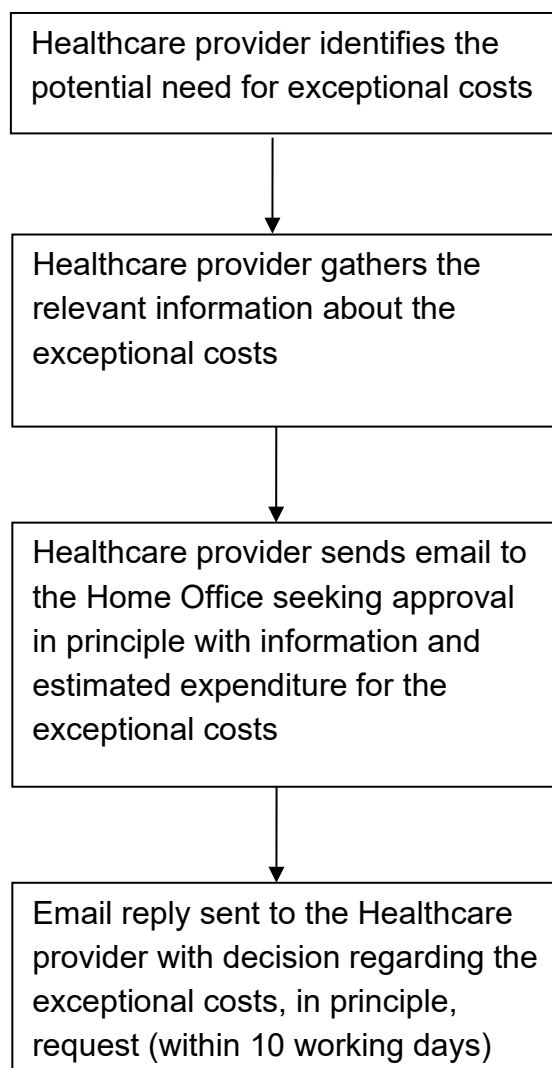 Healthcare provider identifies the
potential need for exceptional costs
Healthcare provider gathers the
relevant information about the
exceptional costs
Healthcare provider sends email to
the Home Office seeking approval
in principle with information and
estimated expenditure for the
exceptional costs
Email reply sent to the Healthcare
provider with decision regarding the
exceptional costs, in principle,
request (within 10 working days)